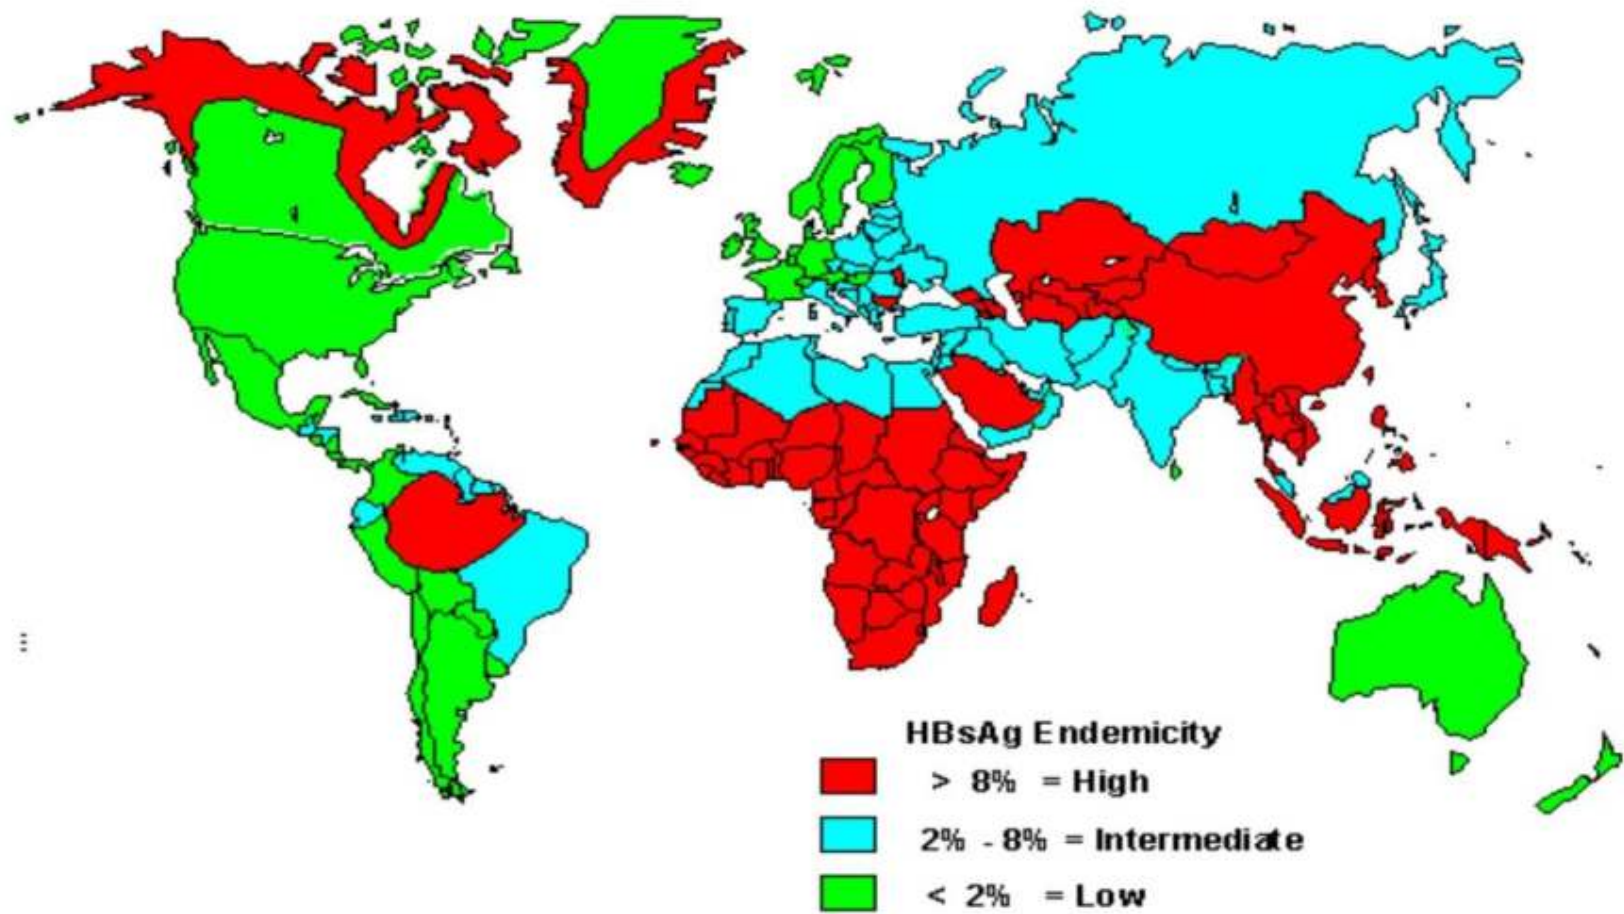 HBsAg Endemicity
> 8% = High
2% - 8% = Intermediate
< 2% = Low